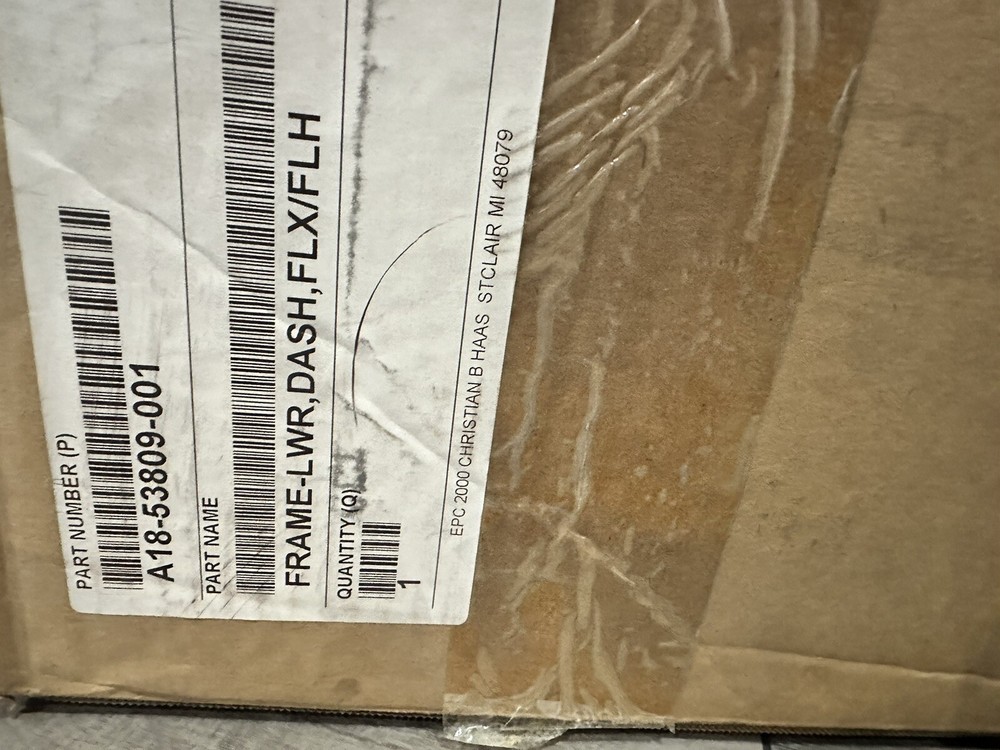 PART NUMBER (P)
A18-53809-001
PART NAME
FRAME-LWR,DASH,FLX/FLH
QUANTITY (Q)
1
EPC 2000 CHRISTIAN B HAAS STCLAIR MI 48079